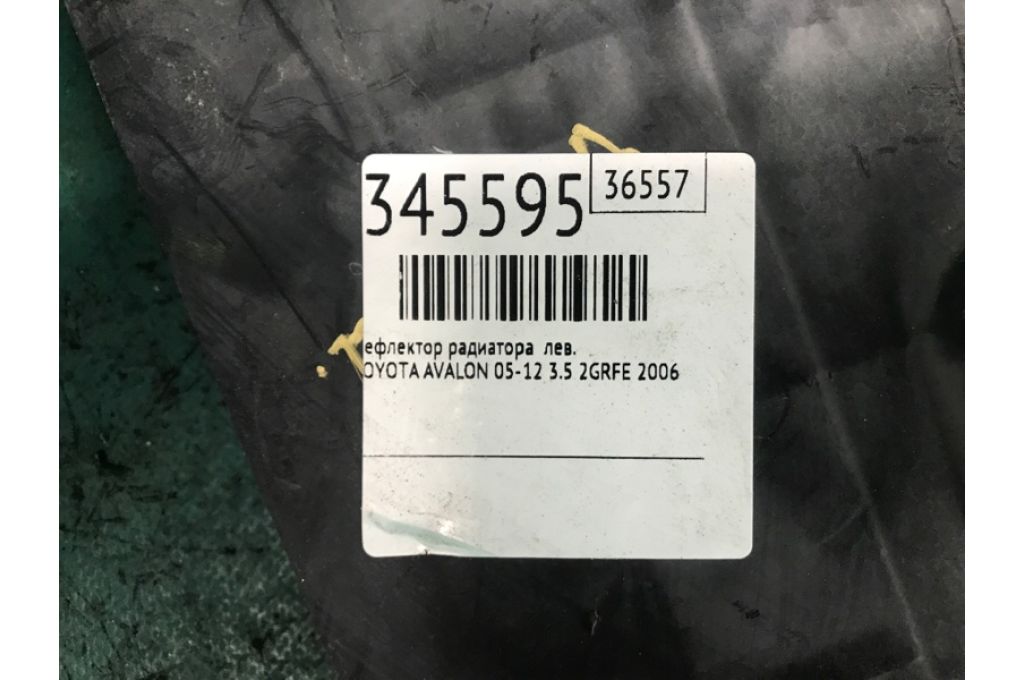 345595
36557
ефлектор радиатора лев.
OYOTA AVALON 05-12 3.5 2GRFE 2006